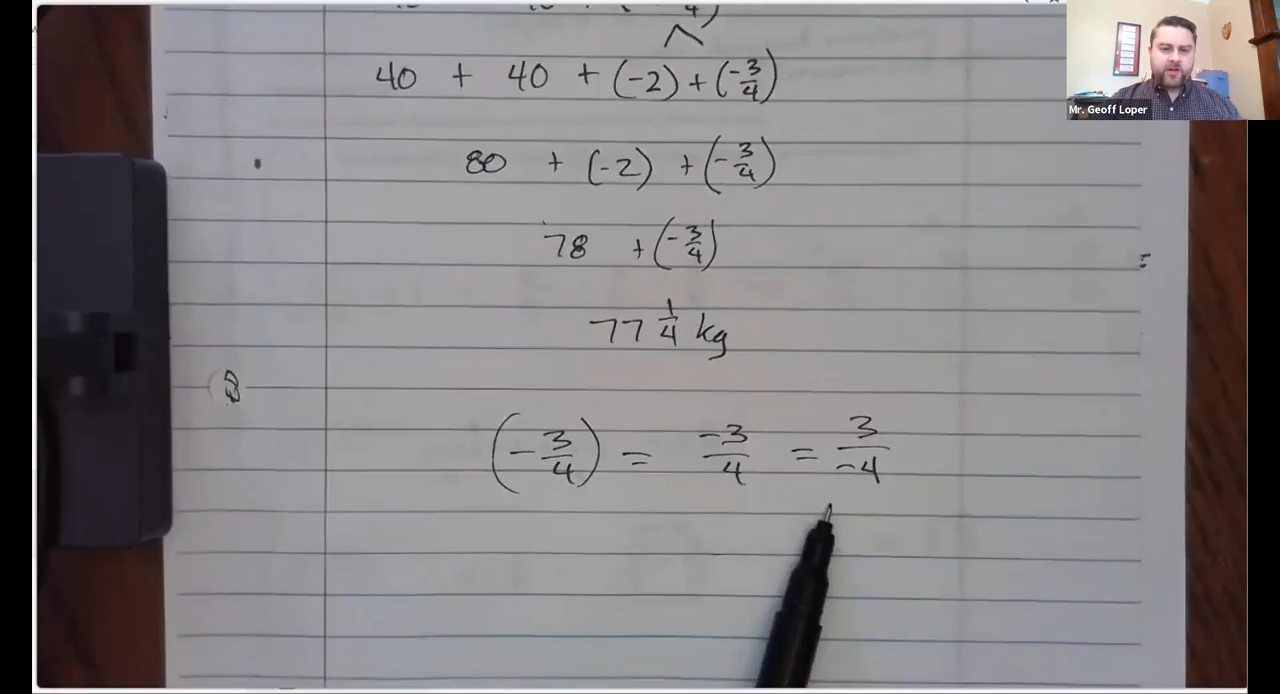 40 + 40 + (-2) + (-3/4)
Mr. Geoff Loper
80 + (-2) + (-3/4)
78 + (-3/4)
77 1/4 kg
(-3/4) = -3/4 = 3/-4